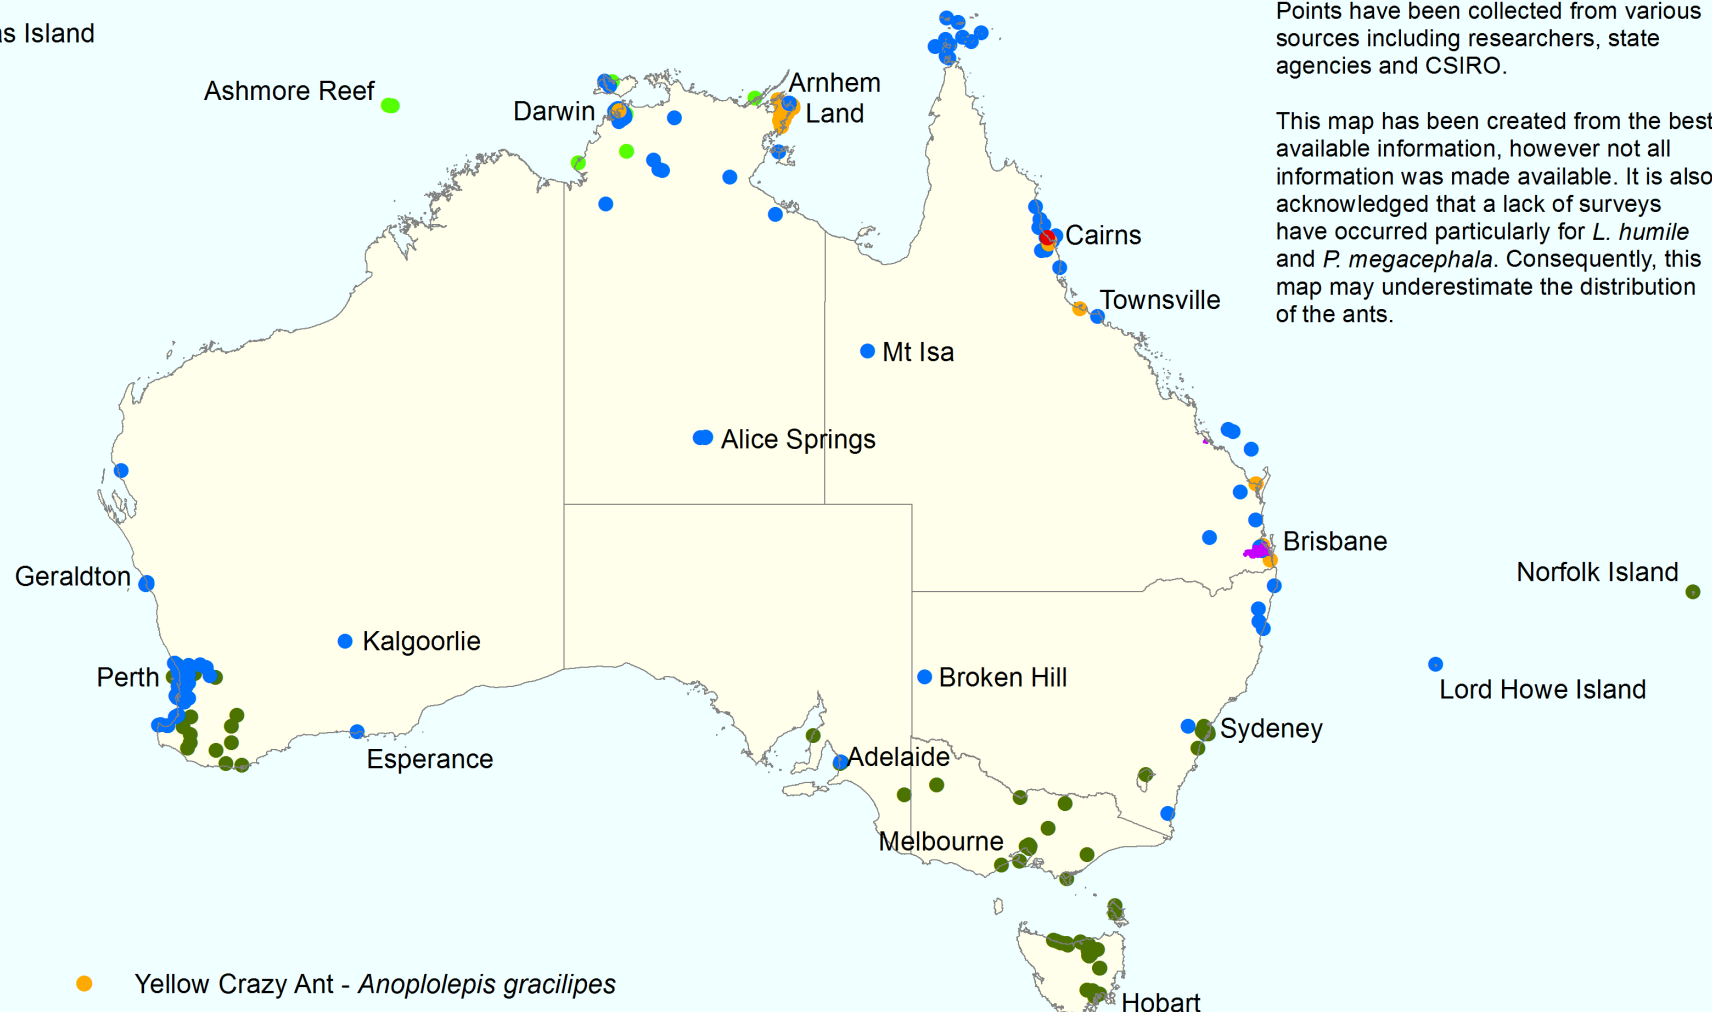 as Island
Points have been collected from various
sources including researchers, state
agencies and CSIRO.
This map has been created from the best
available information, however not all
information was made available. It is also
acknowledged that a lack of surveys
have occurred particularly for L. humile
and P. megacephala. Consequently, this
map may underestimate the distribution
of the ants.
Ashmore Reef
Darwin
Arnhem
Land
Cairns
Townsville
Mt Isa
Alice Springs
Brisbane
Norfolk Island
Geraldton
Kalgoorlie
Perth
Broken Hill
Lord Howe Island
Sydeney
Esperance
Adelaide
Melbourne
Hobart
Yellow Crazy Ant - Anoplolepis gracilipes